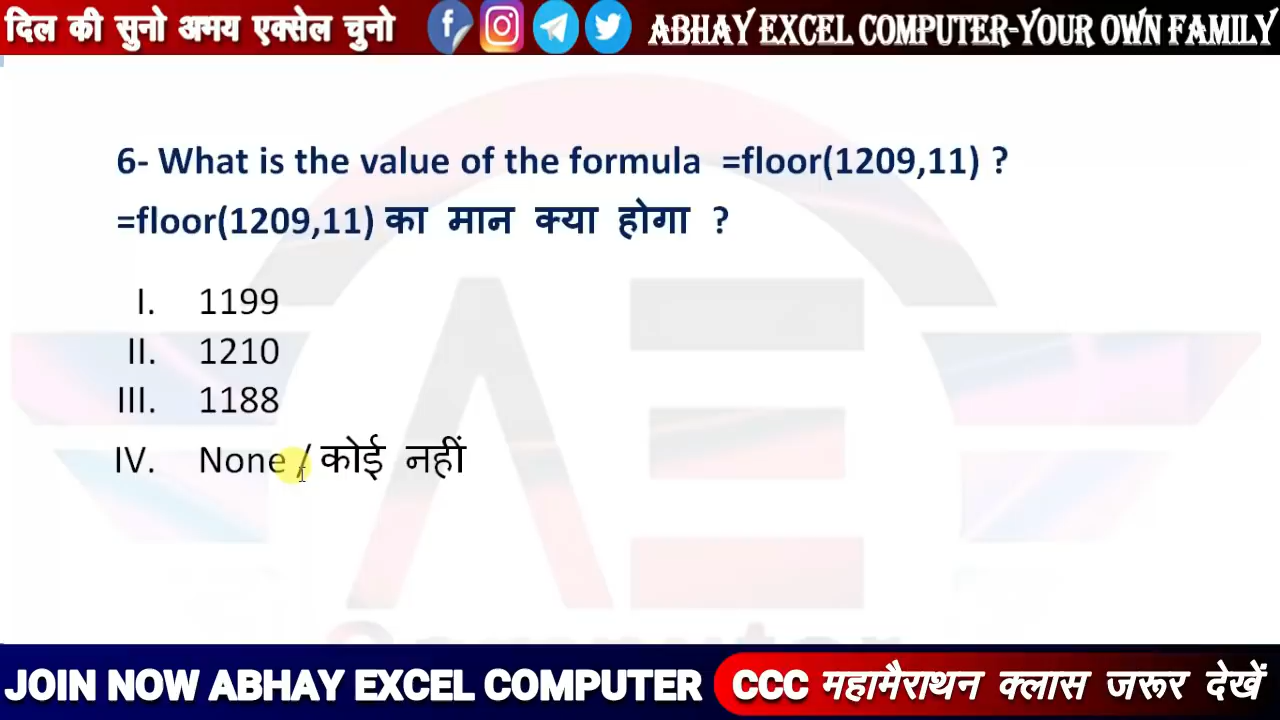 दिल की सुनो अभय एक्सेल चुनो
ABHAY EXCEL COMPUTER-YOUR OWN FAMILY
6- What is the value of the formula =floor(1209,11) ?
=floor(1209,11) का मान क्या होगा ?
I. 1199
II. 1210
III. 1188
IV. None / कोई नहीं
Computer
JOIN NOW ABHAY EXCEL COMPUTER
CCC महामैराथन क्लास जरूर देखें